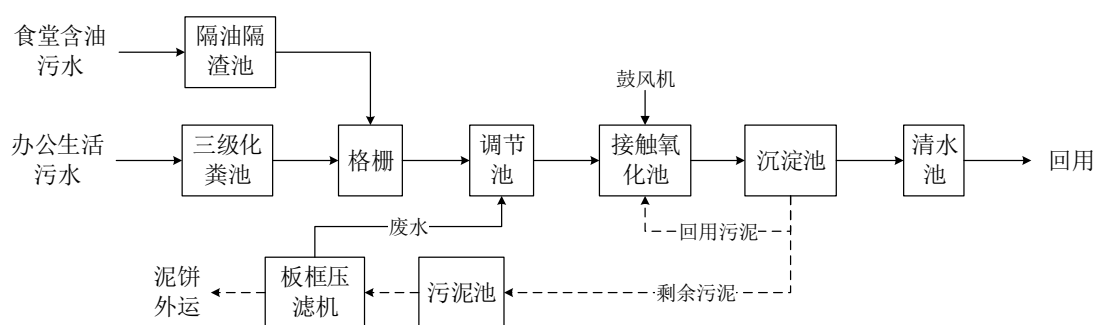 食堂含油
污水
隔油隔
渣池
鼓风机
办公生活
污水
三级化
粪池
格栅
调节
池
接触氧
化池
沉淀池
清水
池
回用
废水
回用污泥
泥饼
外运
板框压
滤机
污泥池
剩余污泥